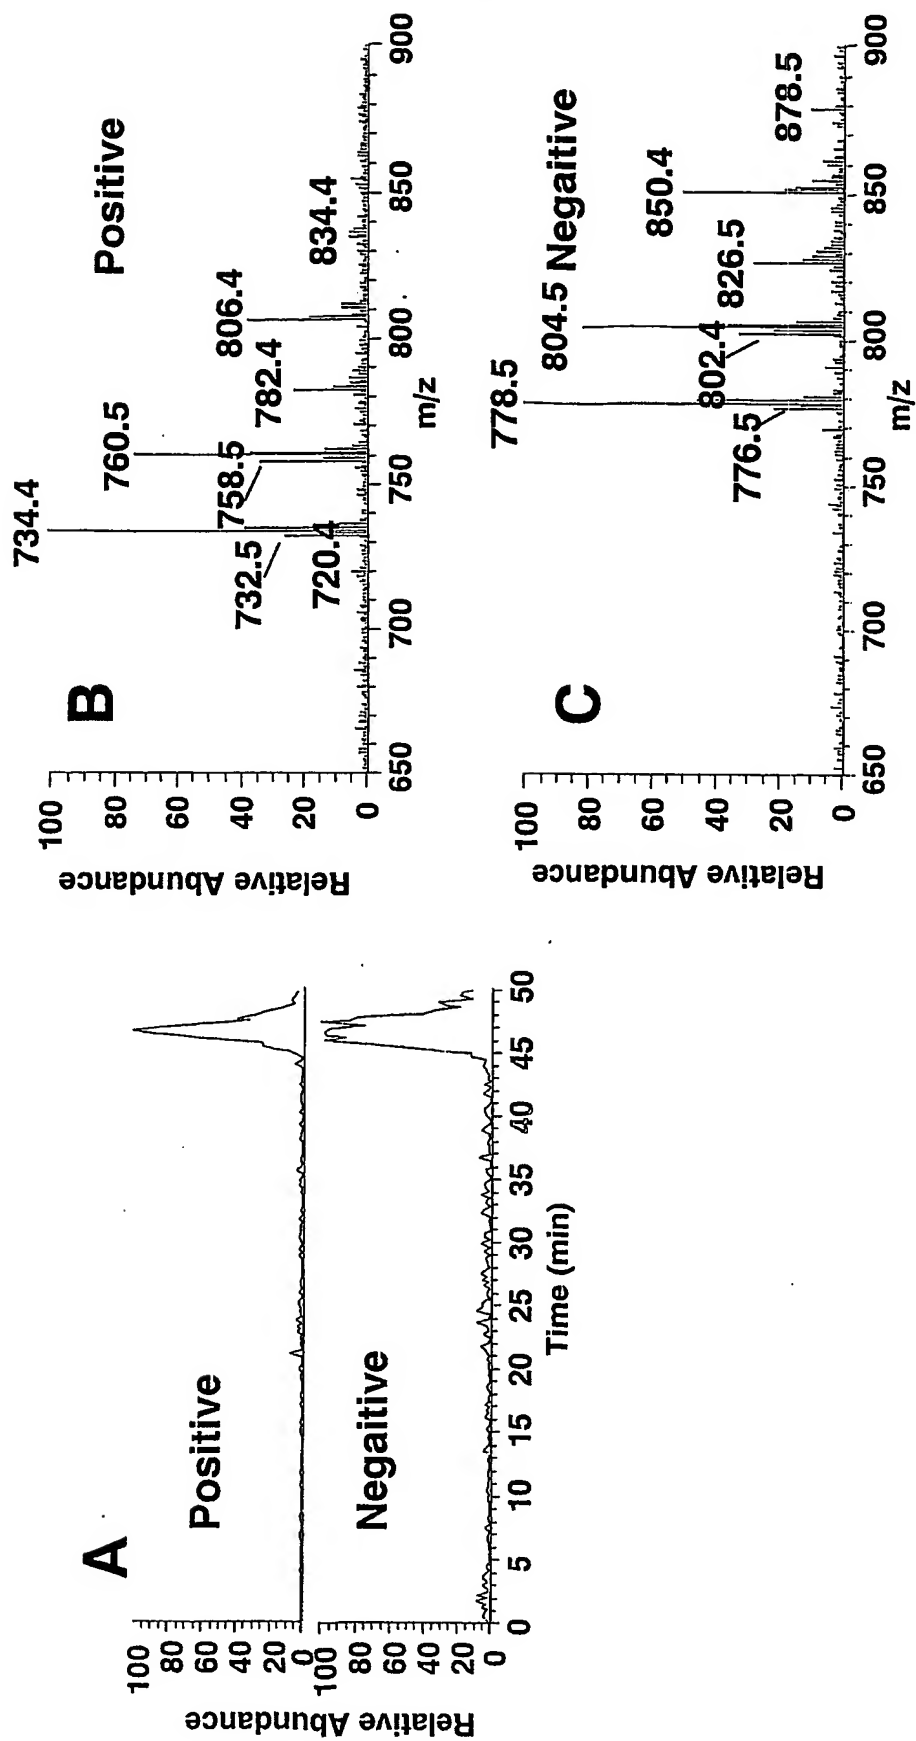 A
Relative Abundance
100
80
60
40
20
0
Positive
100
80
60
40
20
0
Negaitive
0 5 10 15 20 25 30 35 40 45 50
Time (min)
B
Positive
Relative Abundance
100
80
60
40
20
0
734.4
760.5
732.5
758.5
720.4
782.4
806.4
834.4
650 700 750 800 850 900
m/z
C
Negaitive
Relative Abundance
100
80
60
40
20
0
778.5
804.5
776.5
802.4
826.5
850.4
878.5
650 700 750 800 850 900
m/z